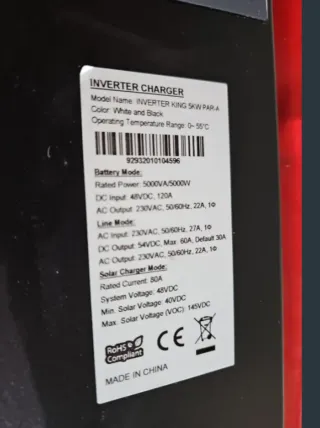 INVERTER CHARGER
Model Name: INVERTER KING 5KW PAR-A
Color: White and Black
Operating Temperature Range: 0~ 55°C
92932010104596
Battery Mode:
Rated Power: 5000VA/5000W
DC Input: 48VDC, 120A
AC Output: 230VAC, 50/60Hz, 22A, 1Φ
Line Mode:
AC Input: 230VAC, 50/60Hz, 27A, 1Φ
DC Output: 54VDC, Max. 60A, Default 30A
AC Output: 230VAC, 50/60Hz, 22A, 1Φ
Solar Charger Mode:
Rated Current: 80A
System Voltage: 48VDC
Min. Solar Voltage: 40VDC
Max. Solar Voltage (VOC): 145VDC
RoHS
Compliant
CE
MADE IN CHINA